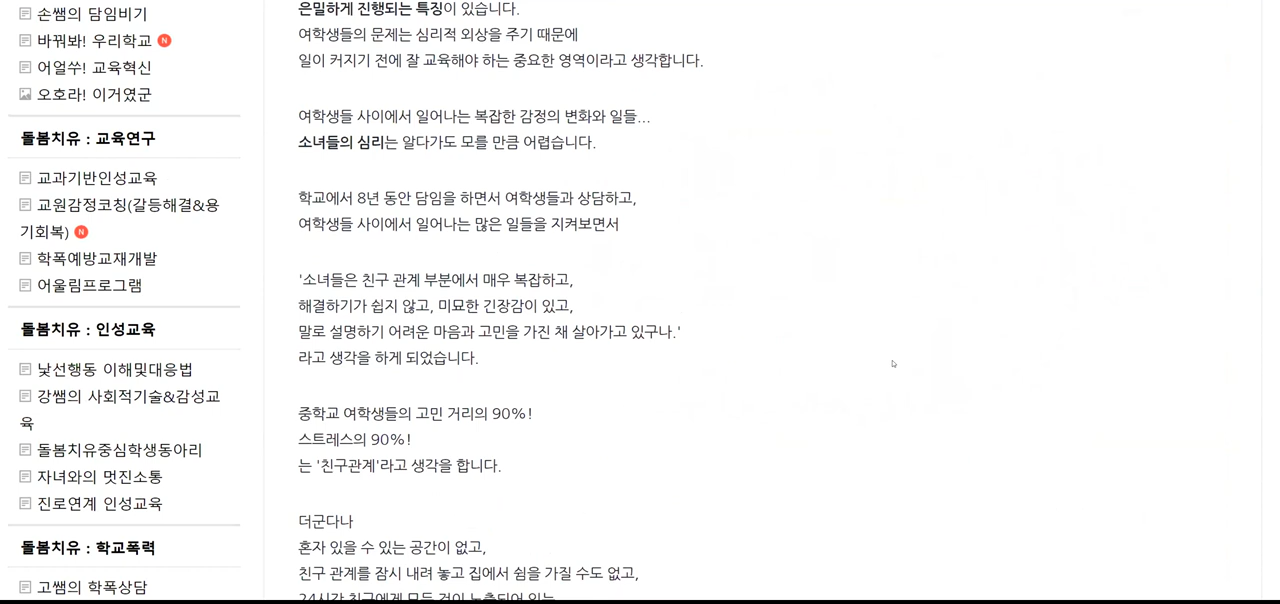 손쌤의 담임비기
바꿔봐! 우리학교 N
어얼쑤! 교육혁신
오호라! 이거였군
돌봄치유 : 교육연구
교과기반인성교육
교원감정코칭(갈등해결&용
기회복) N
학폭예방교재개발
어울림프로그램
돌봄치유 : 인성교육
낯선행동 이해및대응법
강쌤의 사회적기술&감성교
육
돌봄치유중심학생동아리
자녀와의 멋진소통
진로연계 인성교육
돌봄치유 : 학교폭력
고쌤의 학폭상담
은밀하게 진행되는 특징이 있습니다.
여학생들의 문제는 심리적 외상을 주기 때문에
일이 커지기 전에 잘 교육해야 하는 중요한 영역이라고 생각합니다.
여학생들 사이에서 일어나는 복잡한 감정의 변화와 일들...
소녀들의 심리는 알다가도 모를 만큼 어렵습니다.
학교에서 8년 동안 담임을 하면서 여학생들과 상담하고,
여학생들 사이에서 일어나는 많은 일들을 지켜보면서
'소녀들은 친구 관계 부분에서 매우 복잡하고,
해결하기가 쉽지 않고, 미묘한 긴장감이 있고,
말로 설명하기 어려운 마음과 고민을 가진 채 살아가고 있구나.'
라고 생각을 하게 되었습니다.
중학교 여학생들의 고민 거리의 90%!
스트레스의 90%!
는 '친구관계'라고 생각을 합니다.
더군다나
혼자 있을 수 있는 공간이 없고,
친구 관계를 잠시 내려 놓고 집에서 쉼을 가질 수도 없고,
24시간 친구에게 모든 것이 노출되어 있는